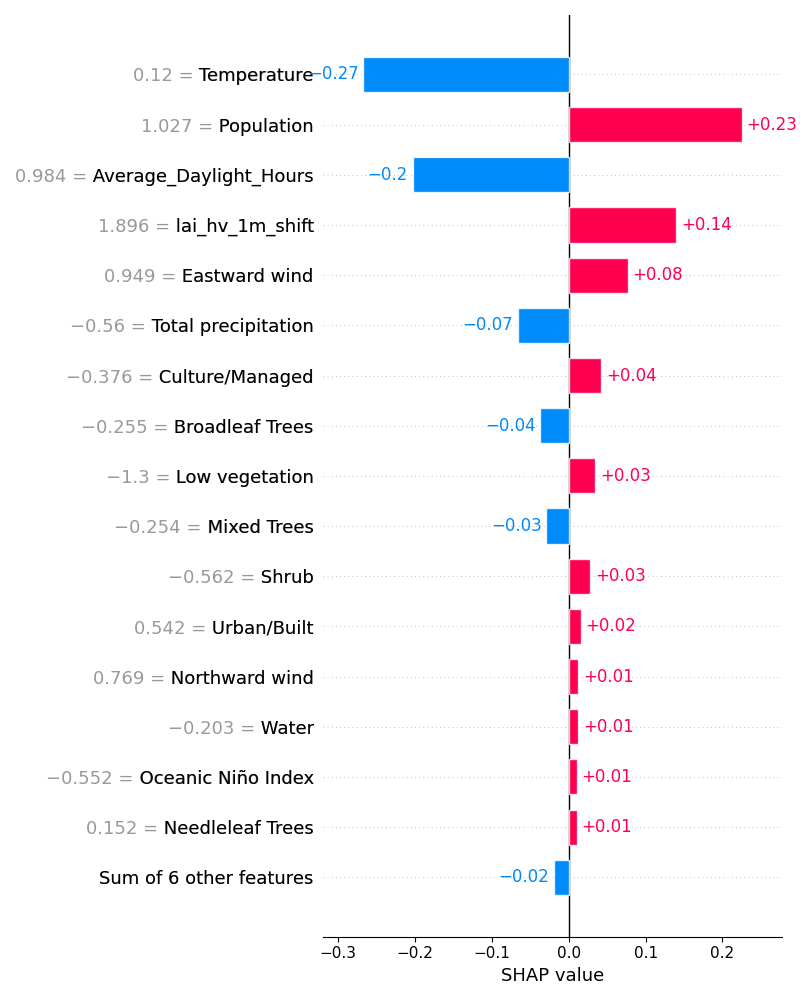 0.12 = Temperature −0.27
1.027 = Population +0.23
0.984 = Average_Daylight_Hours −0.2
1.896 = lai_hv_1m_shift +0.14
0.949 = Eastward wind +0.08
−0.56 = Total precipitation −0.07
−0.376 = Culture/Managed +0.04
−0.255 = Broadleaf Trees −0.04
−1.3 = Low vegetation +0.03
−0.254 = Mixed Trees −0.03
−0.562 = Shrub +0.03
0.542 = Urban/Built +0.02
0.769 = Northward wind +0.01
−0.203 = Water +0.01
−0.552 = Oceanic Niño Index +0.01
0.152 = Needleleaf Trees +0.01
Sum of 6 other features −0.02
−0.3 −0.2 −0.1 0.0 0.1 0.2
SHAP value